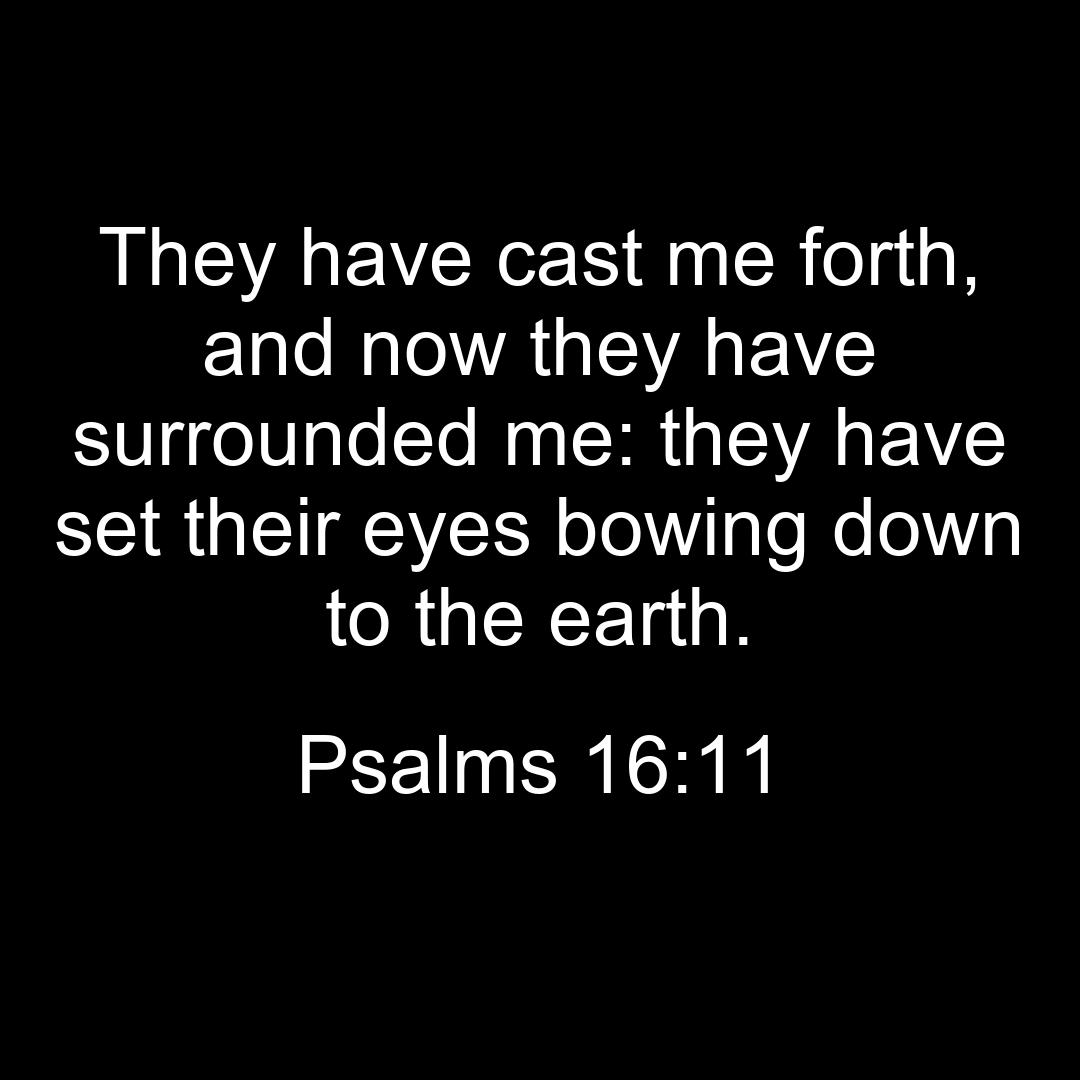 They have cast me forth,
and now they have
surrounded me: they have
set their eyes bowing down
to the earth.
Psalms 16:11